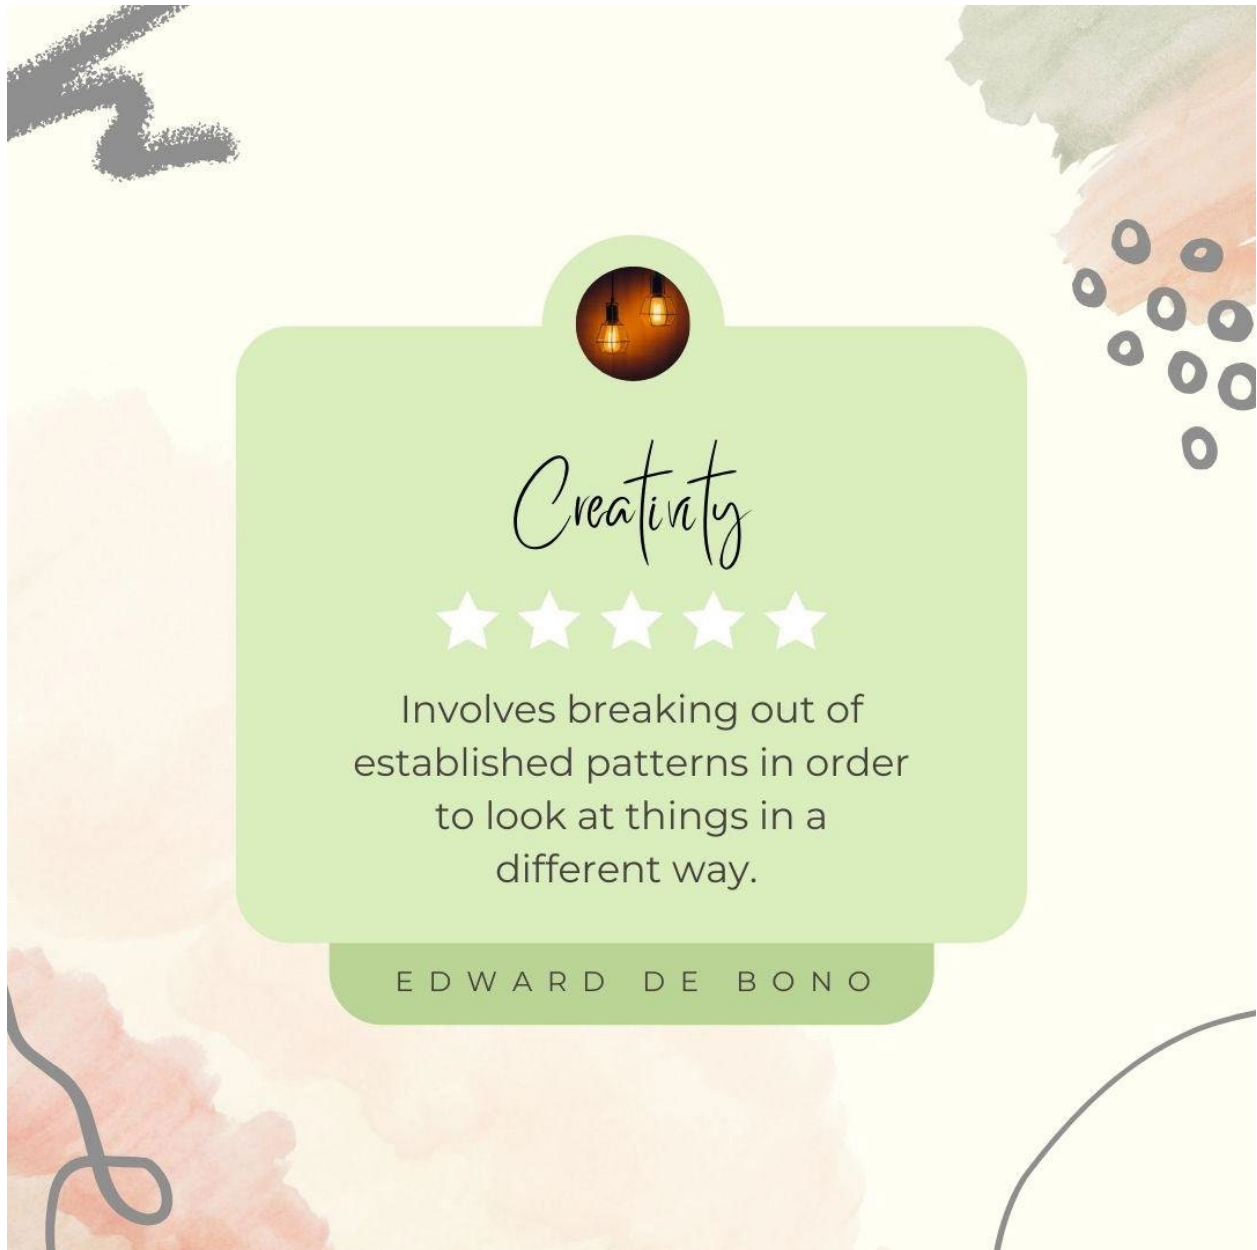 Creativity
Involves breaking out of
established patterns in order
to look at things in a
different way.
EDWARD DE BONO